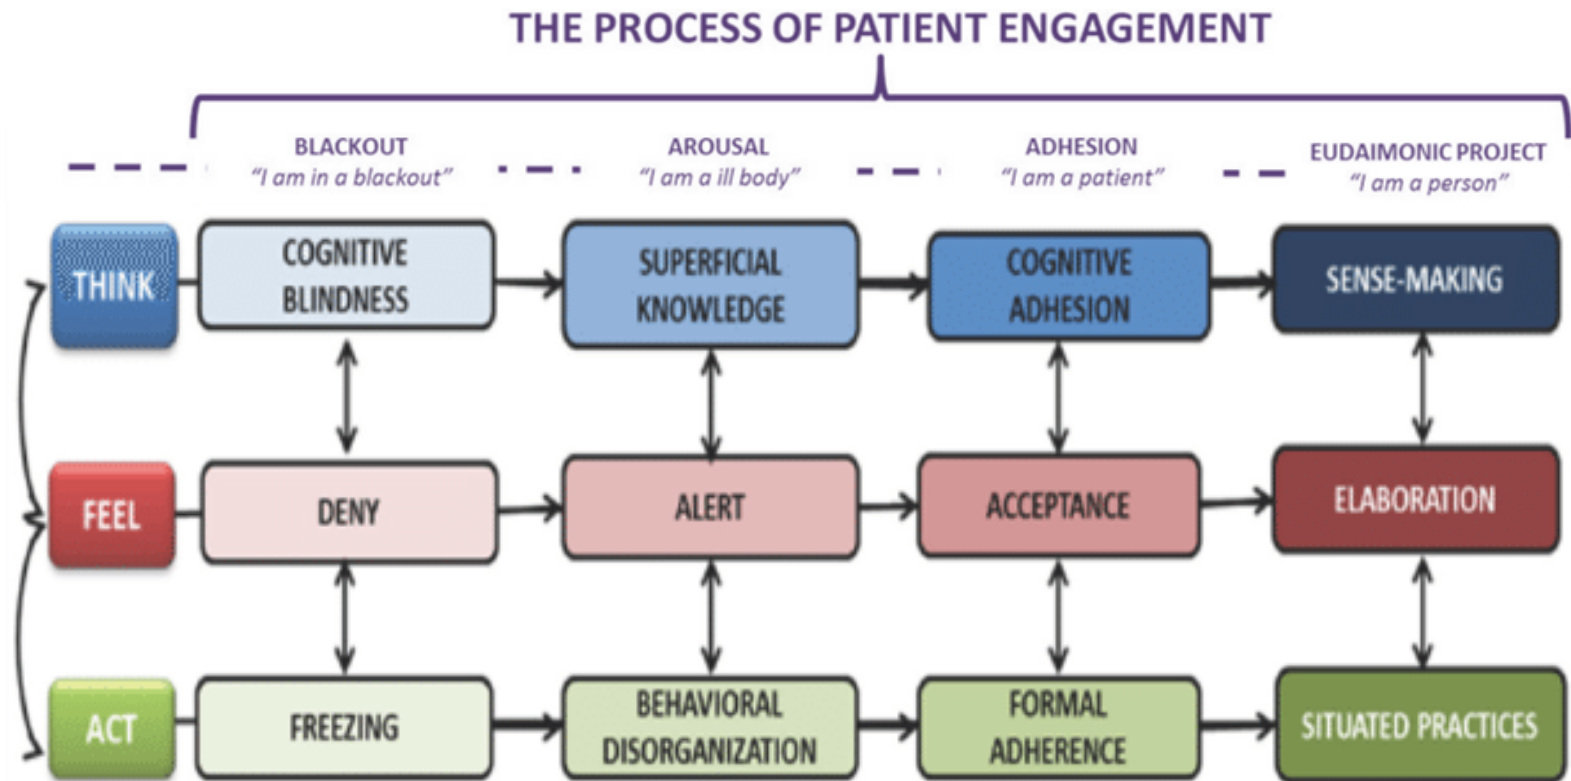 THE PROCESS OF PATIENT ENGAGEMENT
BLACKOUT
"I am in a blackout"
AROUSAL
"I am a ill body"
ADHESION
"I am a patient"
EUDAIMONIC PROJECT
"I am a person"
THINK
COGNITIVE
BLINDNESS
SUPERFICIAL
KNOWLEDGE
COGNITIVE
ADHESION
SENSE-MAKING
FEEL
DENY
ALERT
ACCEPTANCE
ELABORATION
ACT
FREEZING
BEHAVIORAL
DISORGANIZATION
FORMAL
ADHERENCE
SITUATED PRACTICES